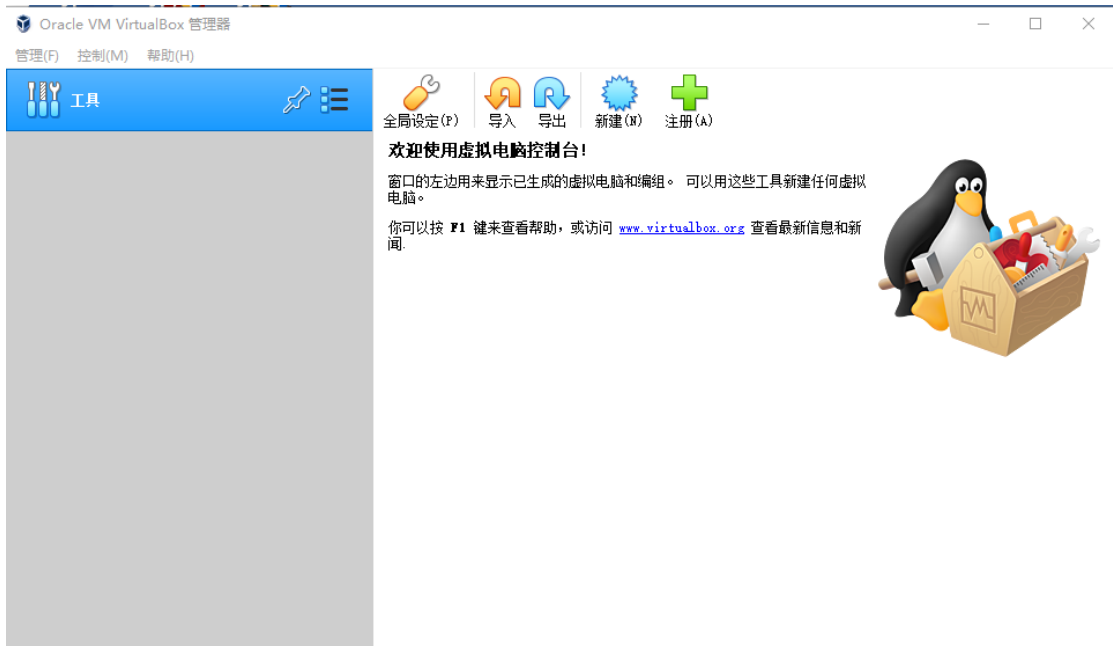 Oracle VM VirtualBox 管理器
管理(F) 控制(M) 帮助(H)
工具
全局设定(P) 导入 导出 新建(N) 注册(A)
欢迎使用虚拟电脑控制台!
窗口的左边用来显示已生成的虚拟电脑和编组。 可以用这些工具新建任何虚拟
电脑。
你可以按 F1 键来查看帮助，或访问 www.virtualbox.org 查看最新信息和新
闻.